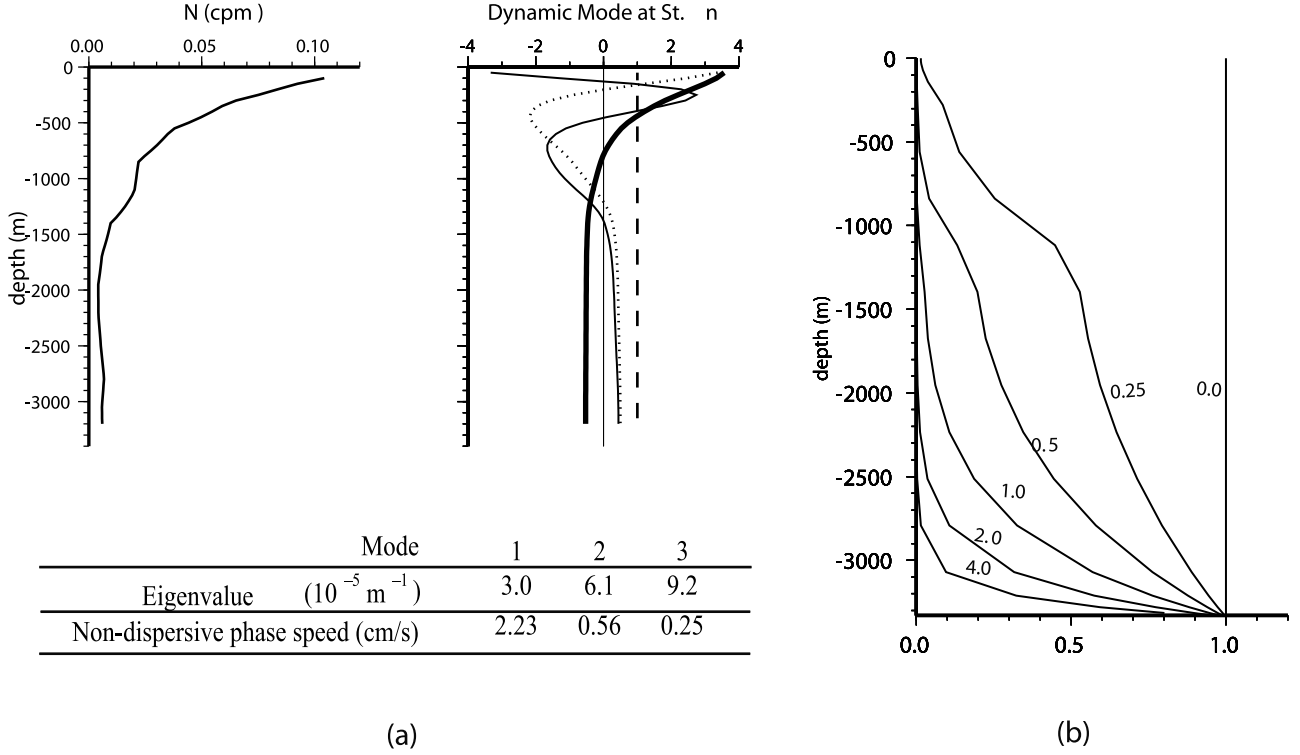 N (cpm )
0.00 0.05 0.10
0
-500
-1000
-1500
-2000
-2500
-3000
depth (m)
Dynamic Mode at St. n
-4 -2 0 2 4
Mode 1 2 3
Eigenvalue (10 ⁻⁵ m ⁻¹) 3.0 6.1 9.2
Non-dispersive phase speed (cm/s) 2.23 0.56 0.25
(a)
0
-500
-1000
-1500
-2000
-2500
-3000
depth (m)
0.25 0.0
0.5
1.0
2.0
4.0
0.0 0.5 1.0
(b)